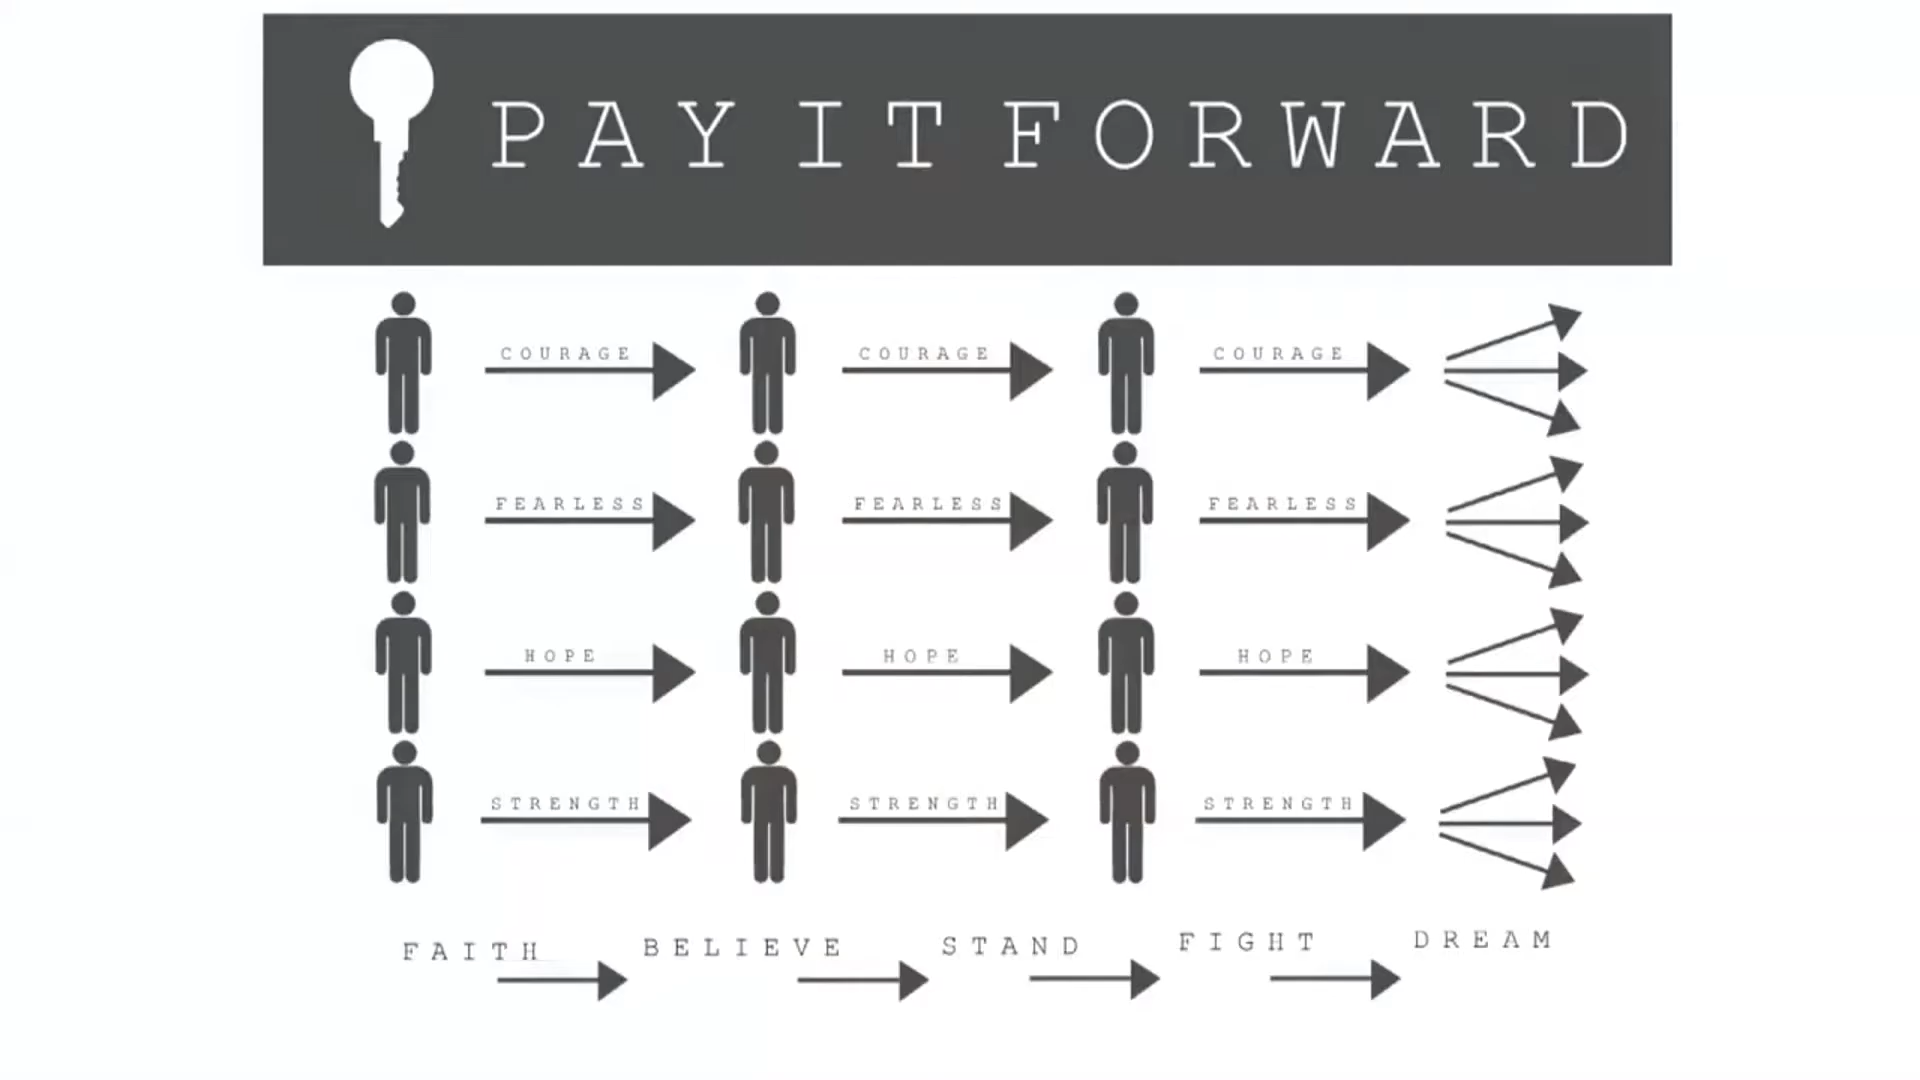 PAY IT FORWARD
COURAGE COURAGE COURAGE
FEARLESS FEARLESS FEARLESS
HOPE HOPE HOPE
STRENGTH STRENGTH STRENGTH
FAITH BELIEVE STAND FIGHT DREAM